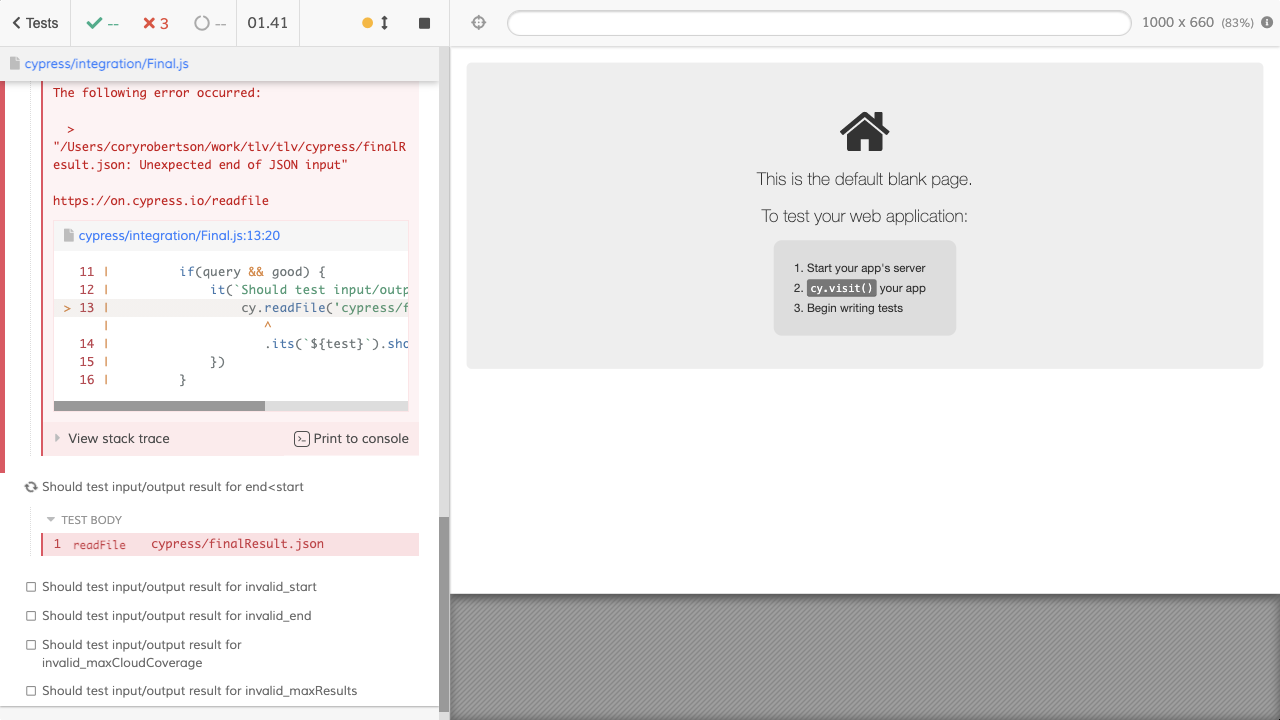 Tests
--
3
--
01.41
1000 x 660 (83%)
cypress/integration/Final.js
The following error occurred:
>
"/Users/coryrobertson/work/tlv/tlv/cypress/finalR
esult.json: Unexpected end of JSON input"
https://on.cypress.io/readfile
cypress/integration/Final.js:13:20
11 | if(query && good) {
12 | it(`Should test input/outp
> 13 | cy.readFile('cypress/f
| ^
14 | .its(`${test}`).sho
15 | })
16 | }
View stack trace
Print to console
Should test input/output result for end<start
TEST BODY
1 readFile cypress/finalResult.json
Should test input/output result for invalid_start
Should test input/output result for invalid_end
Should test input/output result for
invalid_maxCloudCoverage
Should test input/output result for invalid_maxResults
This is the default blank page.
To test your web application:
1. Start your app's server
2. cy.visit() your app
3. Begin writing tests